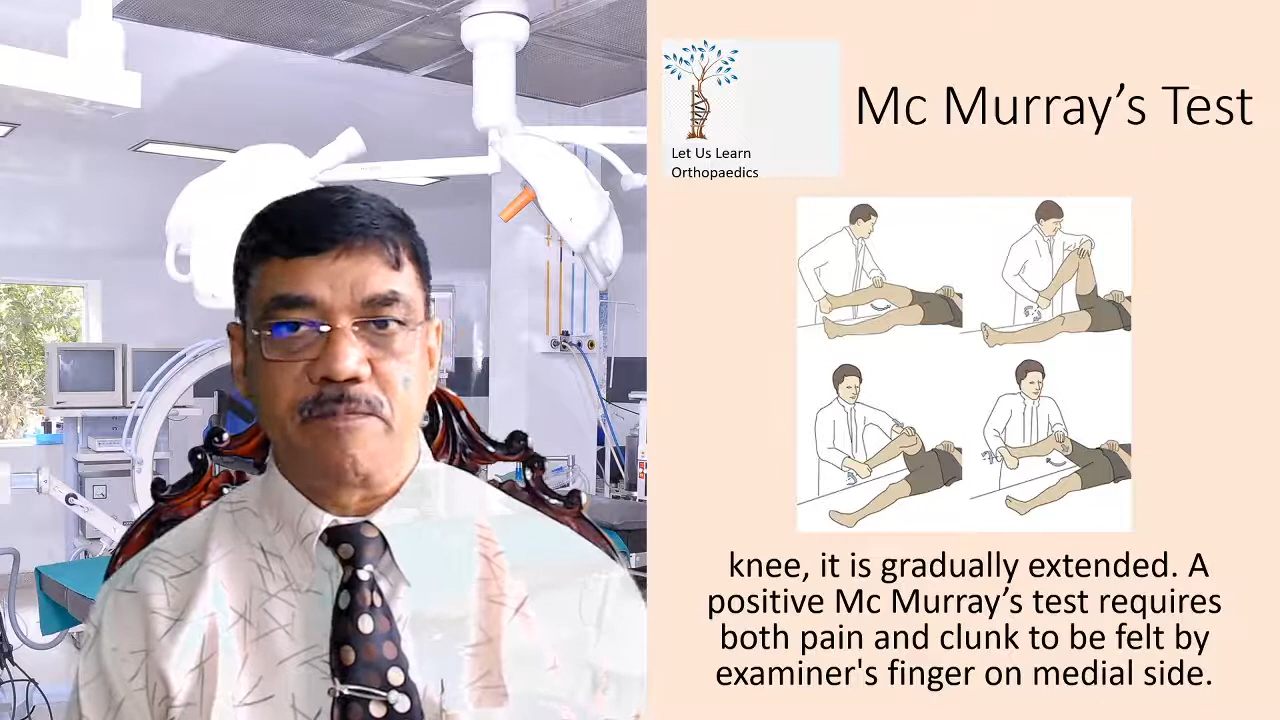 Let Us Learn
Orthopaedics
Mc Murray’s Test
knee, it is gradually extended. A
positive Mc Murray’s test requires
both pain and clunk to be felt by
examiner's finger on medial side.